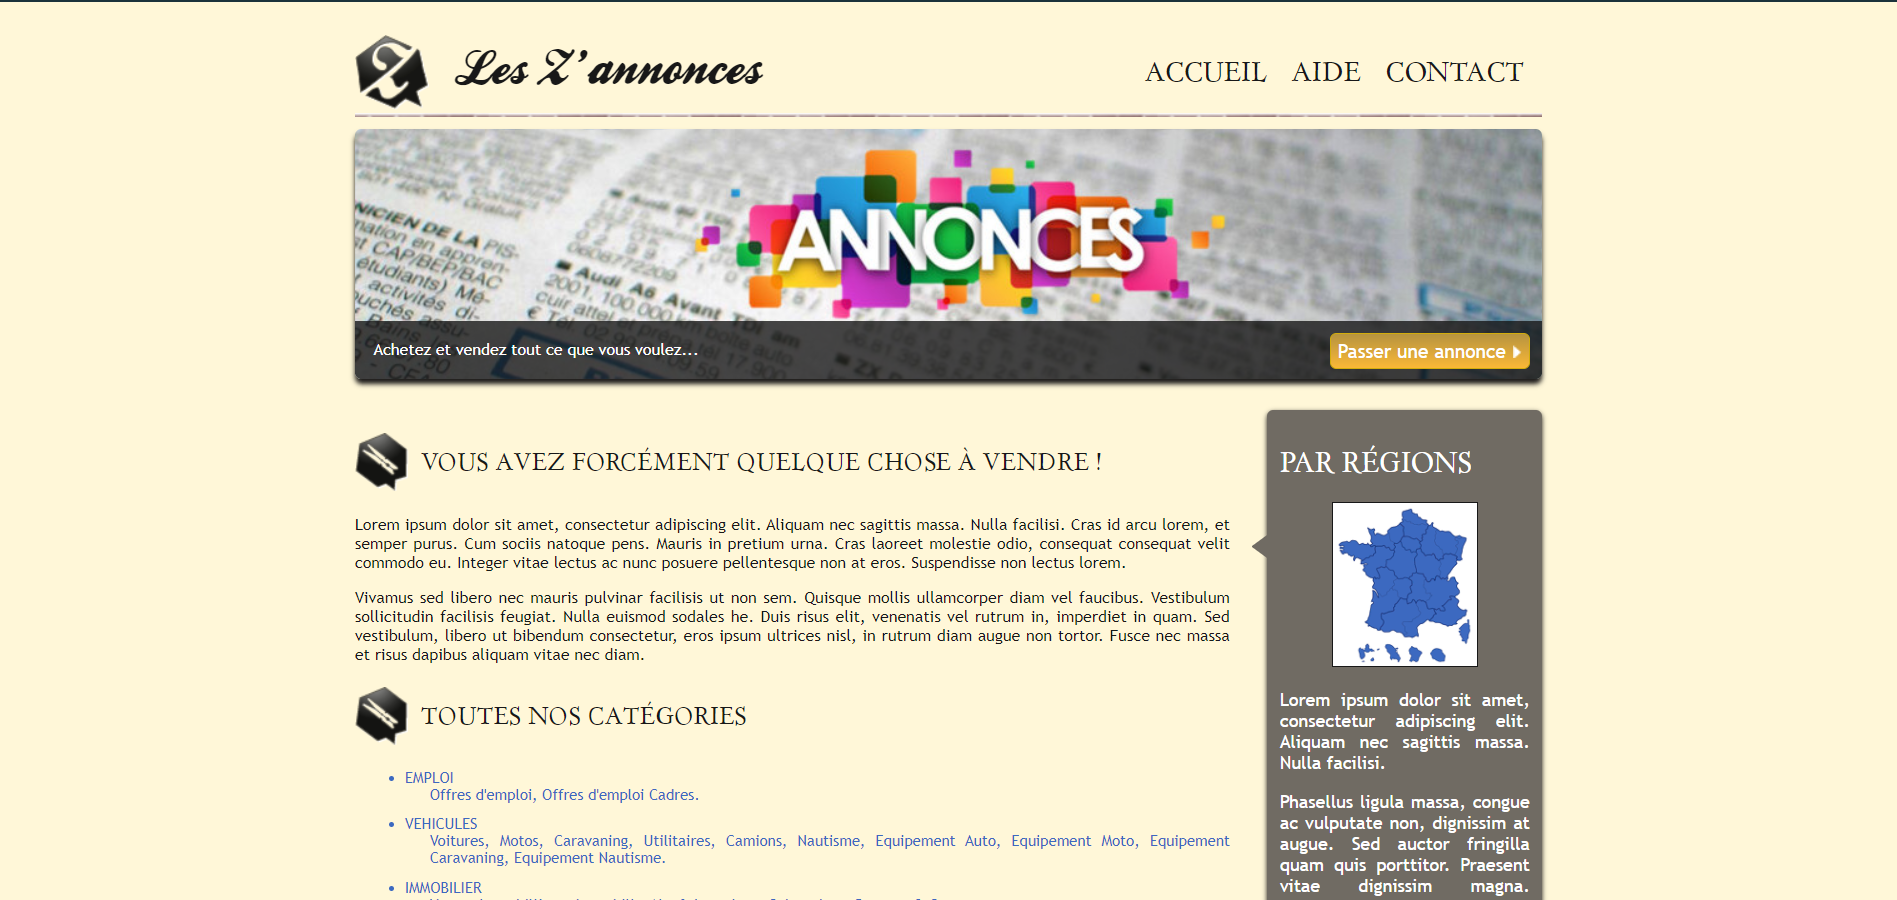 Les Z'annonces
ACCUEIL AIDE CONTACT
ANNONCES
NICIEN DE LA PIS-
CAP/BEP/BAC
étudiants) Mé-
activités di-
Audi A6 Avant TDI am
2001, 100.000 km boîte auto
0608772209
Achetez et vendez tout ce que vous voulez...
Passer une annonce
VOUS AVEZ FORCÉMENT QUELQUE CHOSE À VENDRE !
Lorem ipsum dolor sit amet, consectetur adipiscing elit. Aliquam nec sagittis massa. Nulla facilisi. Cras id arcu lorem, et
semper purus. Cum sociis natoque pens. Mauris in pretium urna. Cras laoreet molestie odio, consequat consequat velit
commodo eu. Integer vitae lectus ac nunc posuere pellentesque non at eros. Suspendisse non lectus lorem.
Vivamus sed libero nec mauris pulvinar facilisis ut non sem. Quisque mollis ullamcorper diam vel faucibus. Vestibulum
sollicitudin facilisis feugiat. Nulla euismod sodales he. Duis risus elit, venenatis vel rutrum in, imperdiet in quam. Sed
vestibulum, libero ut bibendum consectetur, eros ipsum ultrices nisl, in rutrum diam augue non tortor. Fusce nec massa
et risus dapibus aliquam vitae nec diam.
TOUTES NOS CATÉGORIES
EMPLOI
Offres d'emploi, Offres d'emploi Cadres.
VEHICULES
Voitures, Motos, Caravaning, Utilitaires, Camions, Nautisme, Equipement Auto, Equipement Moto, Equipement
Caravaning, Equipement Nautisme.
IMMOBILIER
PAR RÉGIONS
Lorem ipsum dolor sit amet,
consectetur adipiscing elit.
Aliquam nec sagittis massa.
Nulla facilisi.
Phasellus ligula massa, congue
ac vulputate non, dignissim at
augue. Sed auctor fringilla
quam quis porttitor. Praesent
vitae dignissim magna.